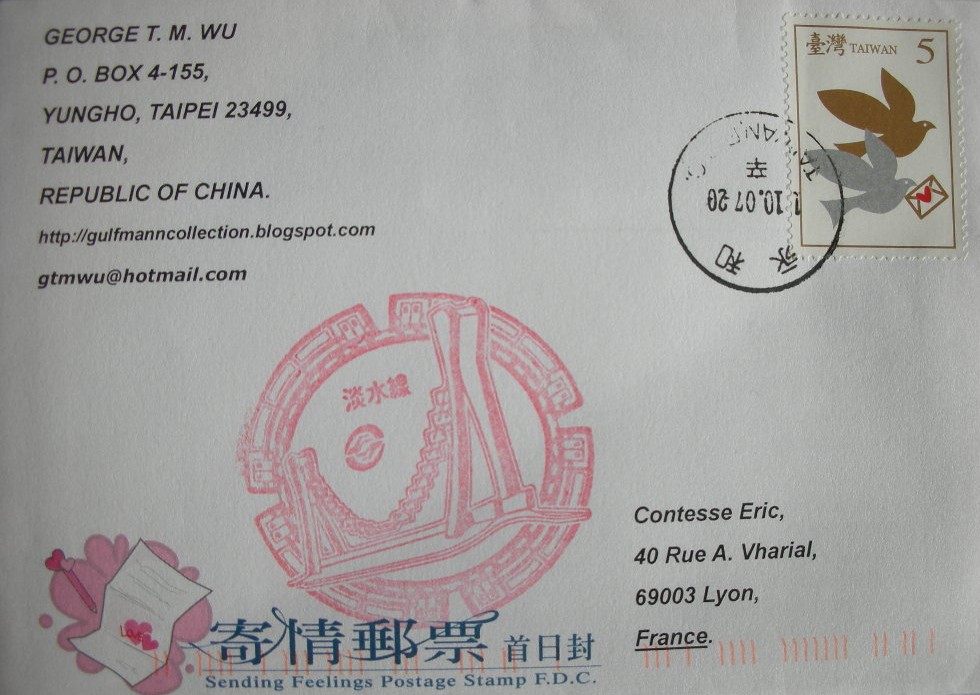 GEORGE T. M. WU
P. O. BOX 4-155,
YUNGHO, TAIPEI 23499,
TAIWAN,
REPUBLIC OF CHINA.
http://gulfmanncollection.blogspot.com
gtmwu@hotmail.com
臺灣 TAIWAN 5
永和
10.07.20
辛
淡水線
Contesse Eric,
40 Rue A. Vharial,
69003 Lyon,
France.
LOVE
寄情郵票 首日封
Sending Feelings Postage Stamp F.D.C.